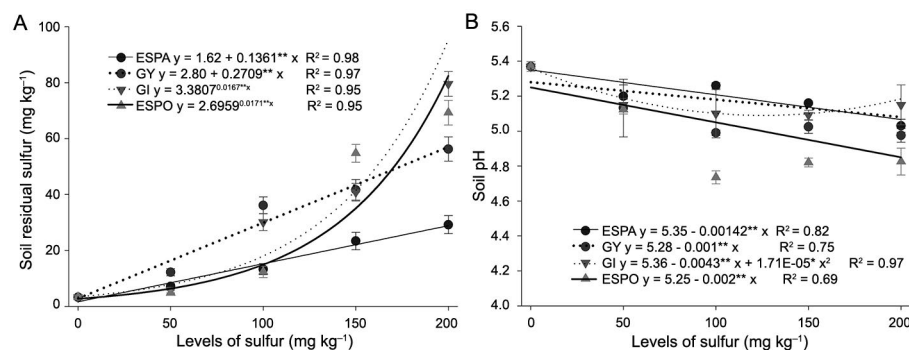 A
Soil residual sulfur (mg kg⁻¹)
100
80
60
40
20
0
ESPA y = 1.62 + 0.1361** x R² = 0.98
GY y = 2.80 + 0.2709** x R² = 0.97
GI y = 3.3807^0.0167**x R² = 0.95
ESPO y = 2.6959^0.0171**x R² = 0.95
0 50 100 150 200
Levels of sulfur (mg kg⁻¹)
B
Soil pH
5.6
5.4
5.2
5.0
4.8
4.6
4.4
4.2
4.0
ESPA y = 5.35 - 0.00142** x R² = 0.82
GY y = 5.28 - 0.001** x R² = 0.75
GI y = 5.36 - 0.0043** x + 1.71E-05* x² R² = 0.97
ESPO y = 5.25 - 0.002** x R² = 0.69
0 50 100 150 200
Levels of sulfur (mg kg⁻¹)